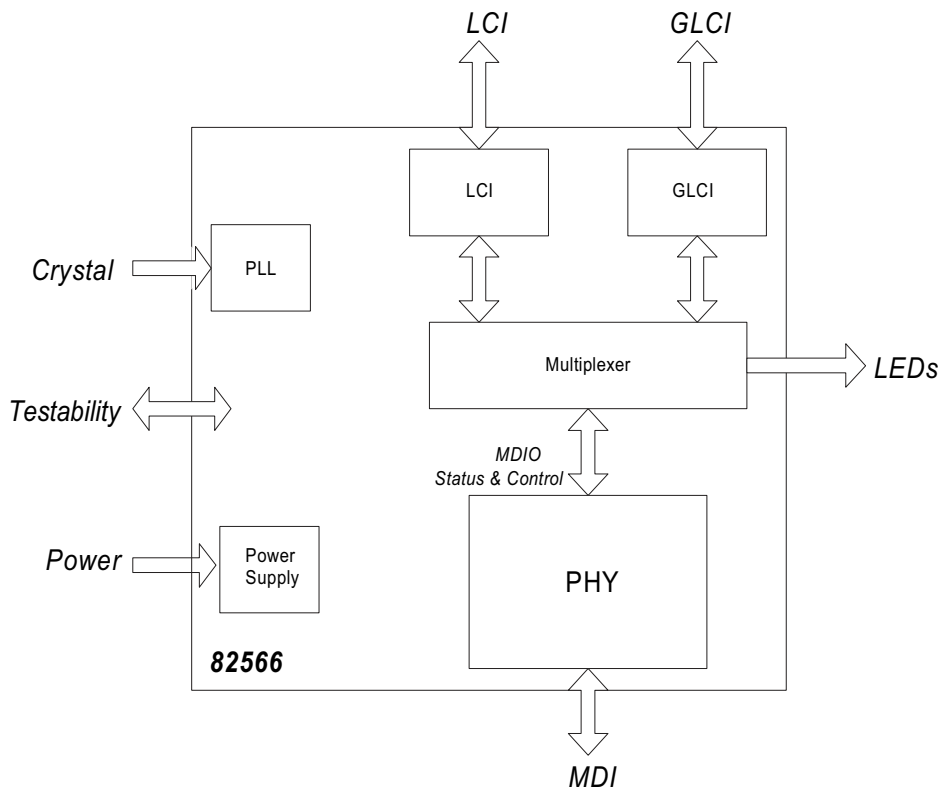 LCI
GLCI
LCI
GLCI
Crystal
PLL
Multiplexer
LEDs
Testability
MDIO
Status & Control
Power
Power
Supply
PHY
82566
MDI